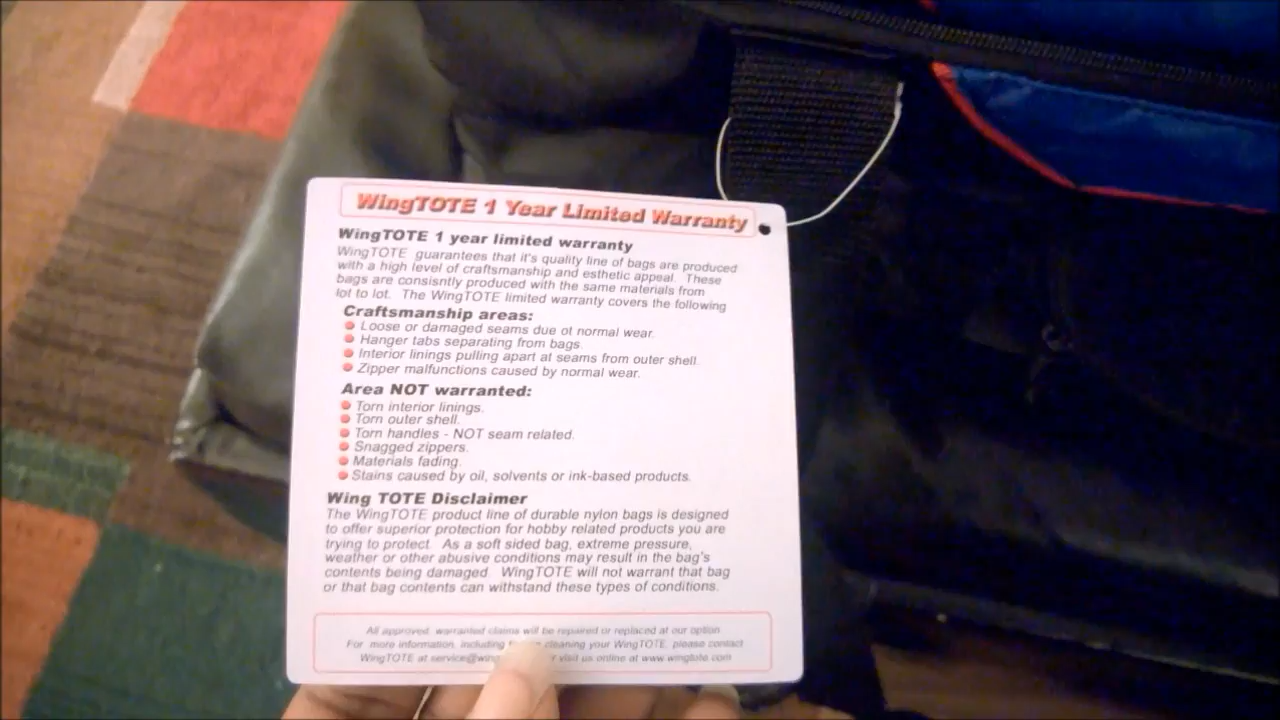 WingTOTE 1 Year Limited Warranty
WingTOTE 1 year limited warranty
WingTOTE guarantees that it's quality line of bags are produced
with a high level of craftsmanship and esthetic appeal. These
bags are consisntly produced with the same materials from
lot to lot. The WingTOTE limited warranty covers the following
Craftsmanship areas:
Loose or damaged seams due ot normal wear.
Hanger tabs separating from bags.
Interior linings pulling apart at seams from outer shell.
Zipper malfunctions caused by normal wear.
Area NOT warranted:
Torn interior linings.
Torn outer shell.
Torn handles - NOT seam related.
Snagged zippers.
Materials fading.
Stains caused by oil, solvents or ink-based products.
Wing TOTE Disclaimer
The WingTOTE product line of durable nylon bags is designed
to offer superior protection for hobby related products you are
trying to protect. As a soft sided bag, extreme pressure,
weather or other abusive conditions may result in the bag's
contents being damaged. WingTOTE will not warrant that bag
or that bag contents can withstand these types of conditions.
All approved warranted claims will be repaired or replaced at our option.
For more information, including cleaning your WingTOTE, please contact
WingTOTE at visit us online at www.wingtote.com